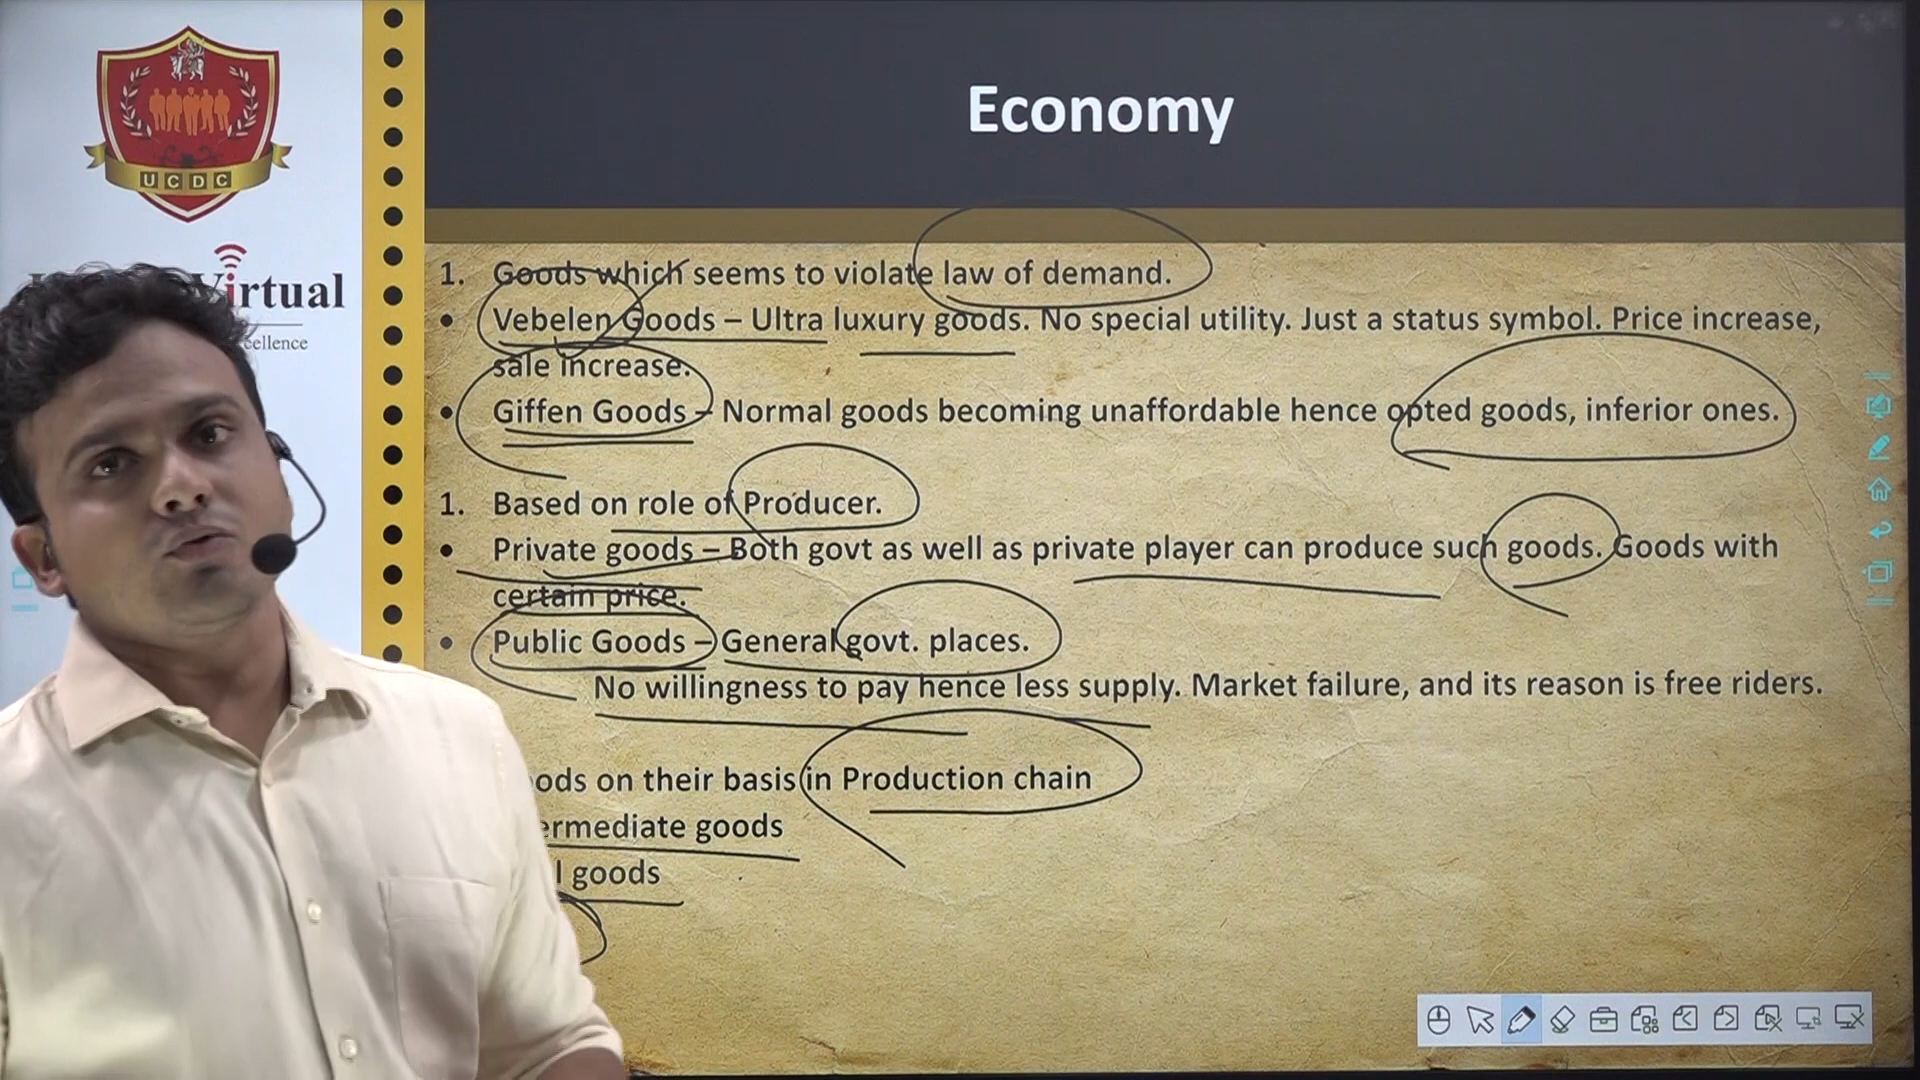 UCDC
Virtual
cellence
Economy
1. Goods which seems to violate law of demand.
• Vebelen Goods – Ultra luxury goods. No special utility. Just a status symbol. Price increase,
sale increase.
• Giffen Goods – Normal goods becoming unaffordable hence opted goods, inferior ones.
1. Based on role of Producer.
• Private goods – Both govt as well as private player can produce such goods. Goods with
certain price.
• Public Goods – General govt. places.
No willingness to pay hence less supply. Market failure, and its reason is free riders.
ods on their basis in Production chain
ermediate goods
l goods